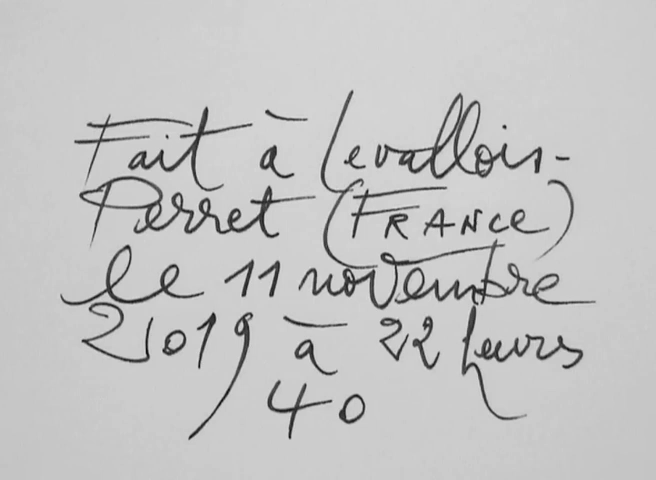 Fait à Levallois-
Perret (FRANCE)
le 11 novembre
2019 à 22 heures
40